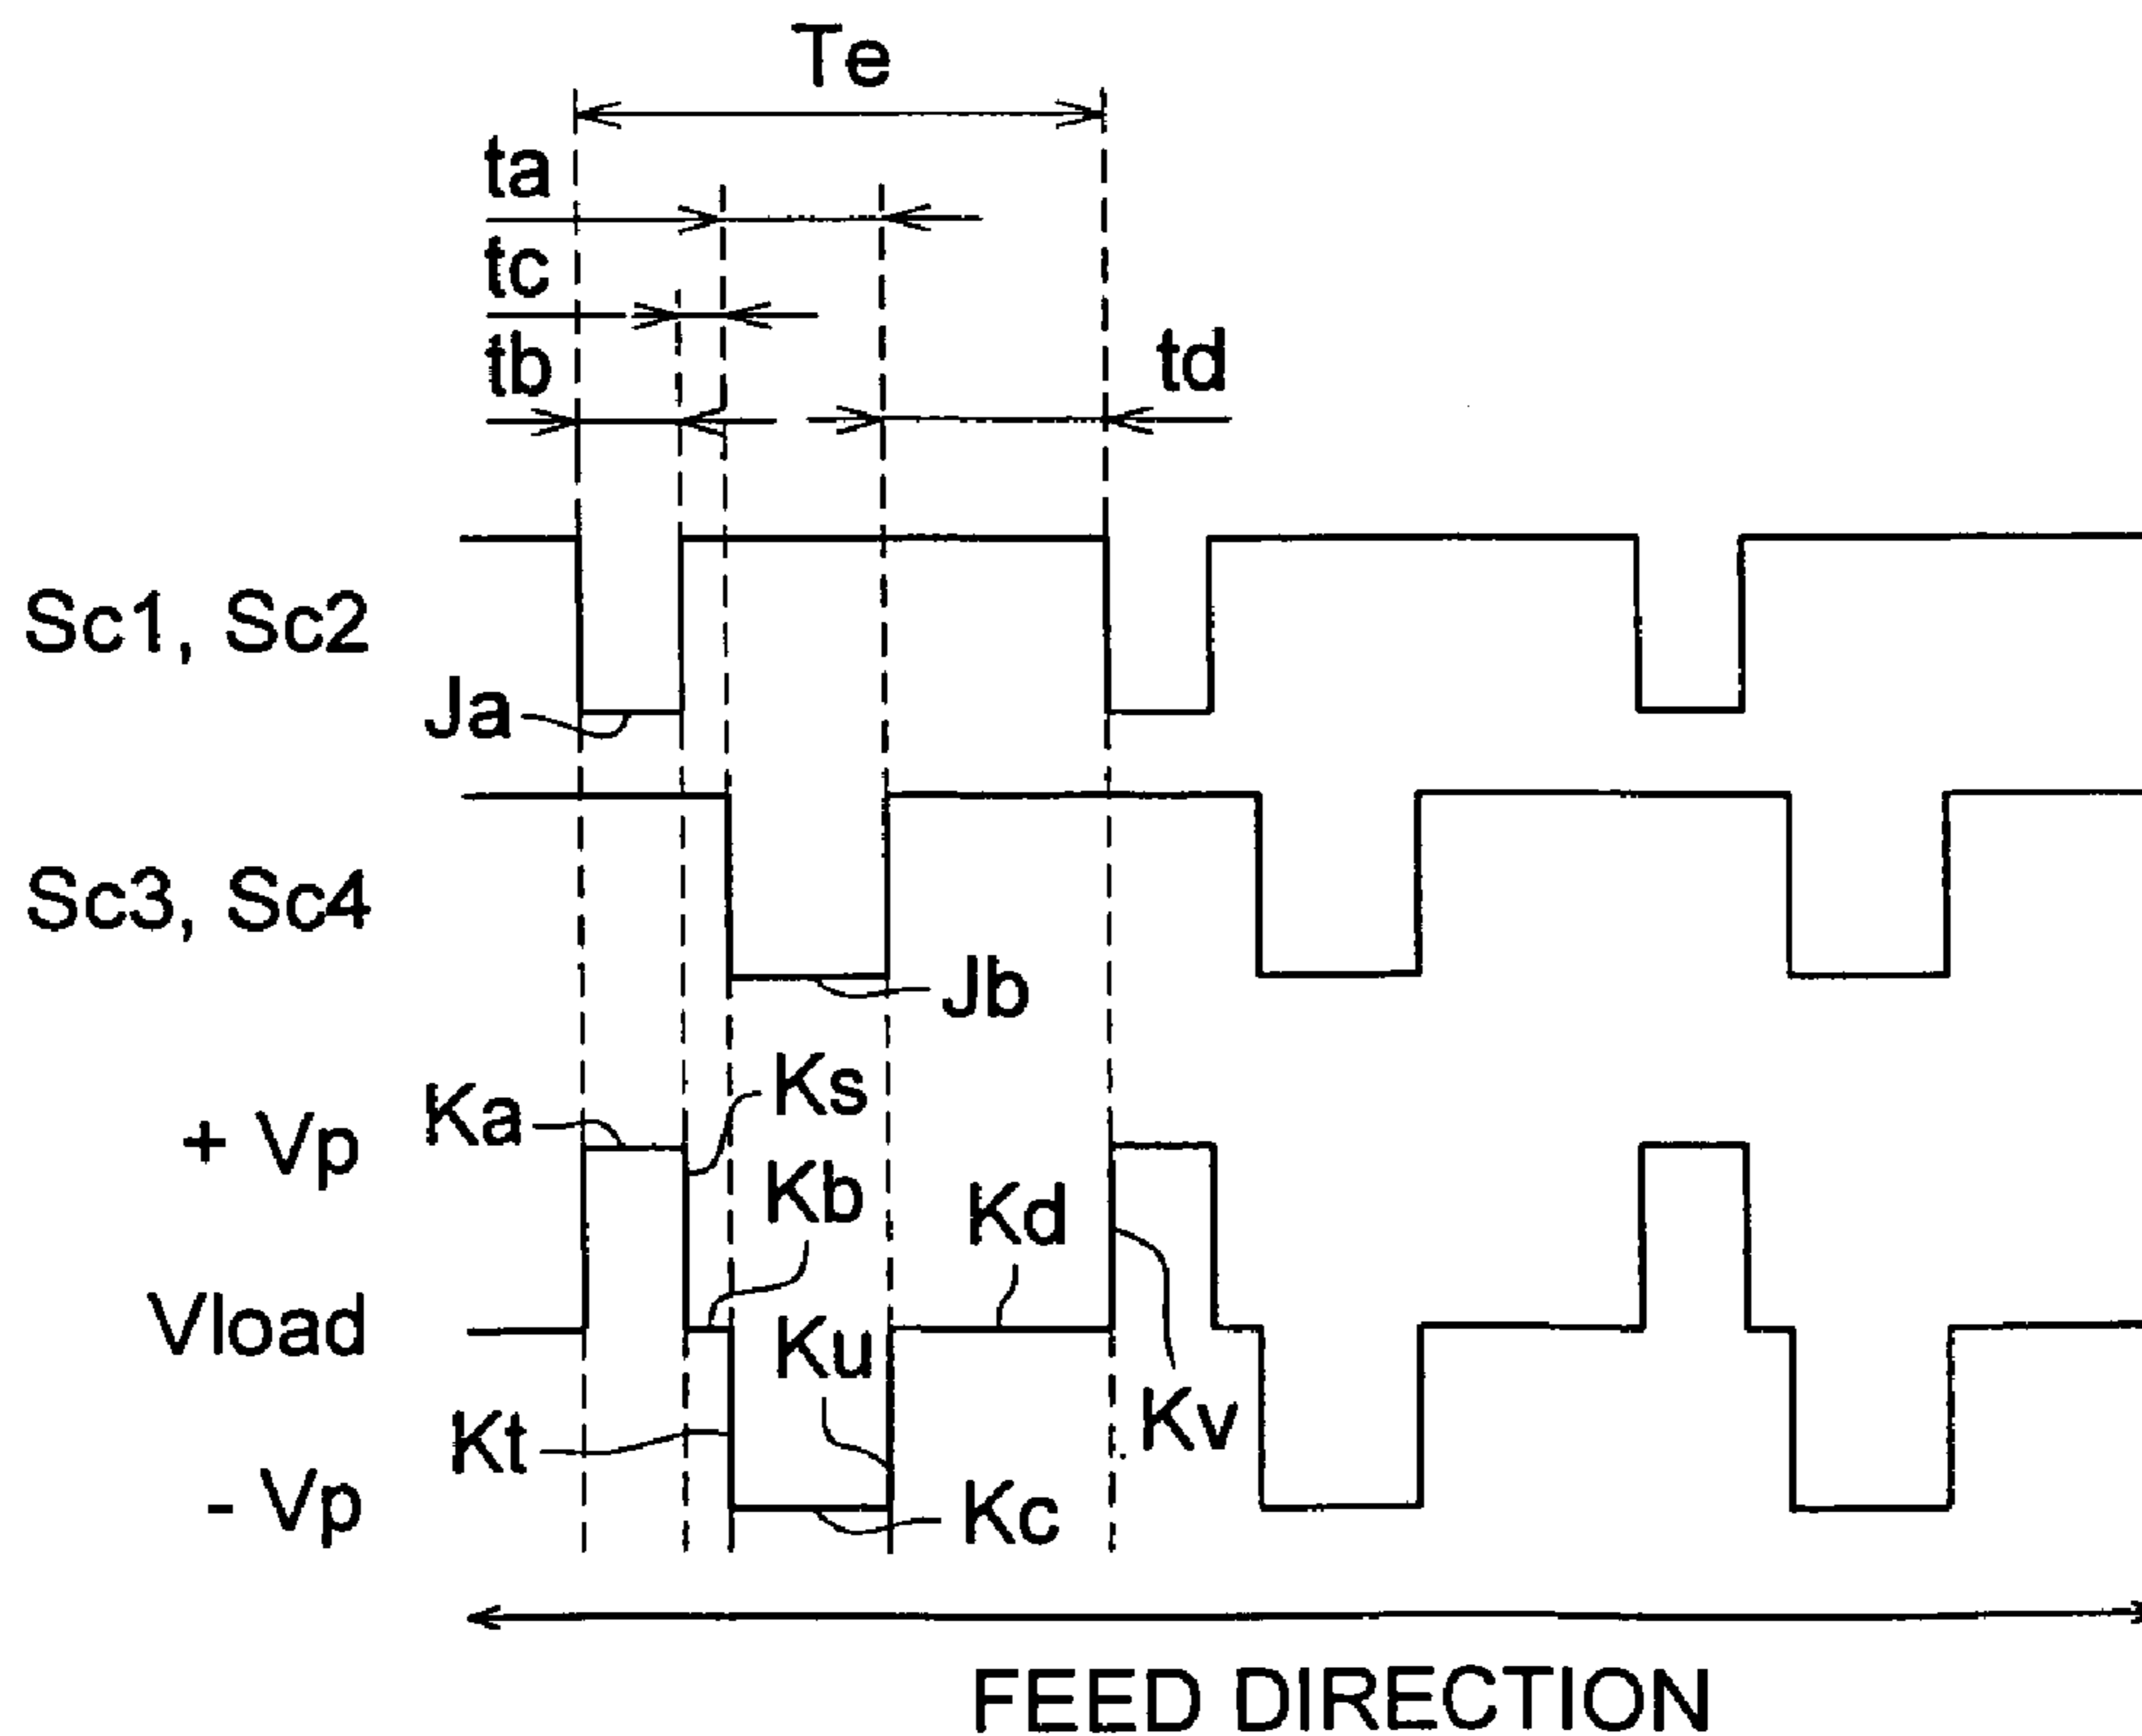 Te
ta
tc
tb
td
Sc1, Sc2
Ja
Sc3, Sc4
Jb
Ks
+ Vp
Ka
Kb
Kd
Vload
Ku
Kt
Kv
- Vp
Kc
FEED DIRECTION